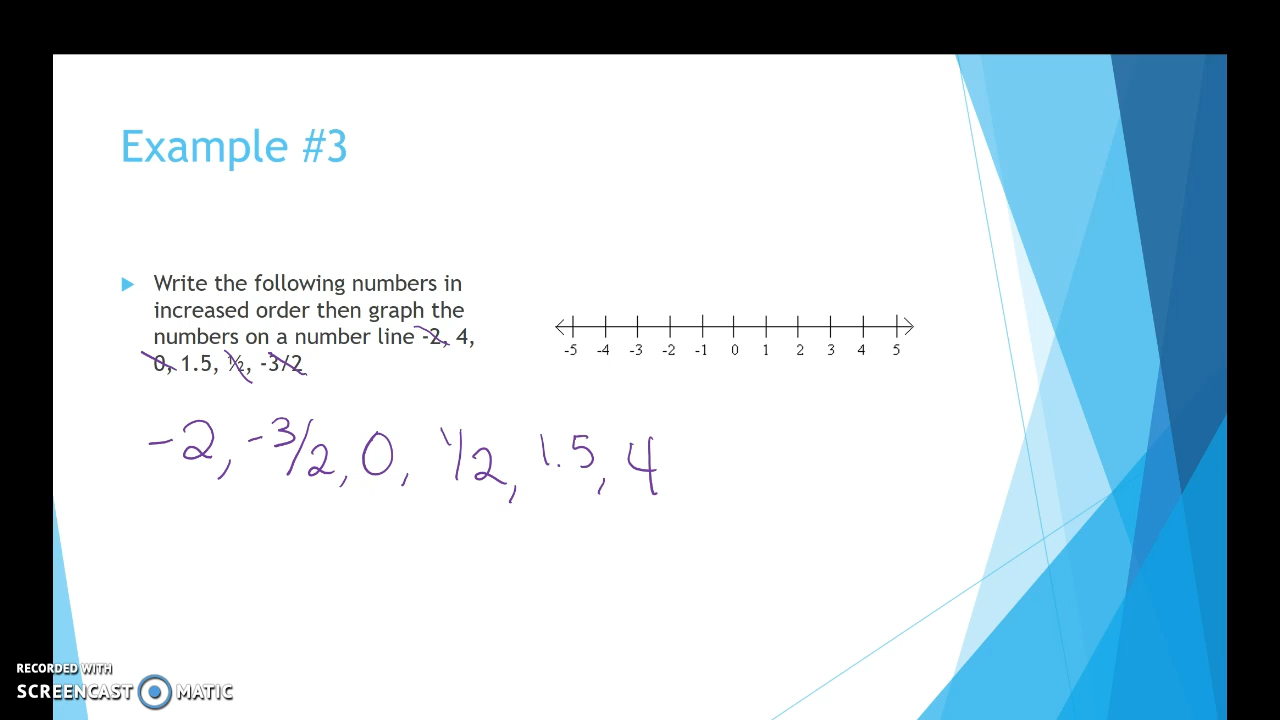 Example #3
Write the following numbers in
increased order then graph the
numbers on a number line -2, 4,
0, 1.5, ½, -3/2
-5 -4 -3 -2 -1 0 1 2 3 4 5
-2, -3/2, 0, 1/2, 1.5, 4
RECORDED WITH
SCREENCAST MATIC